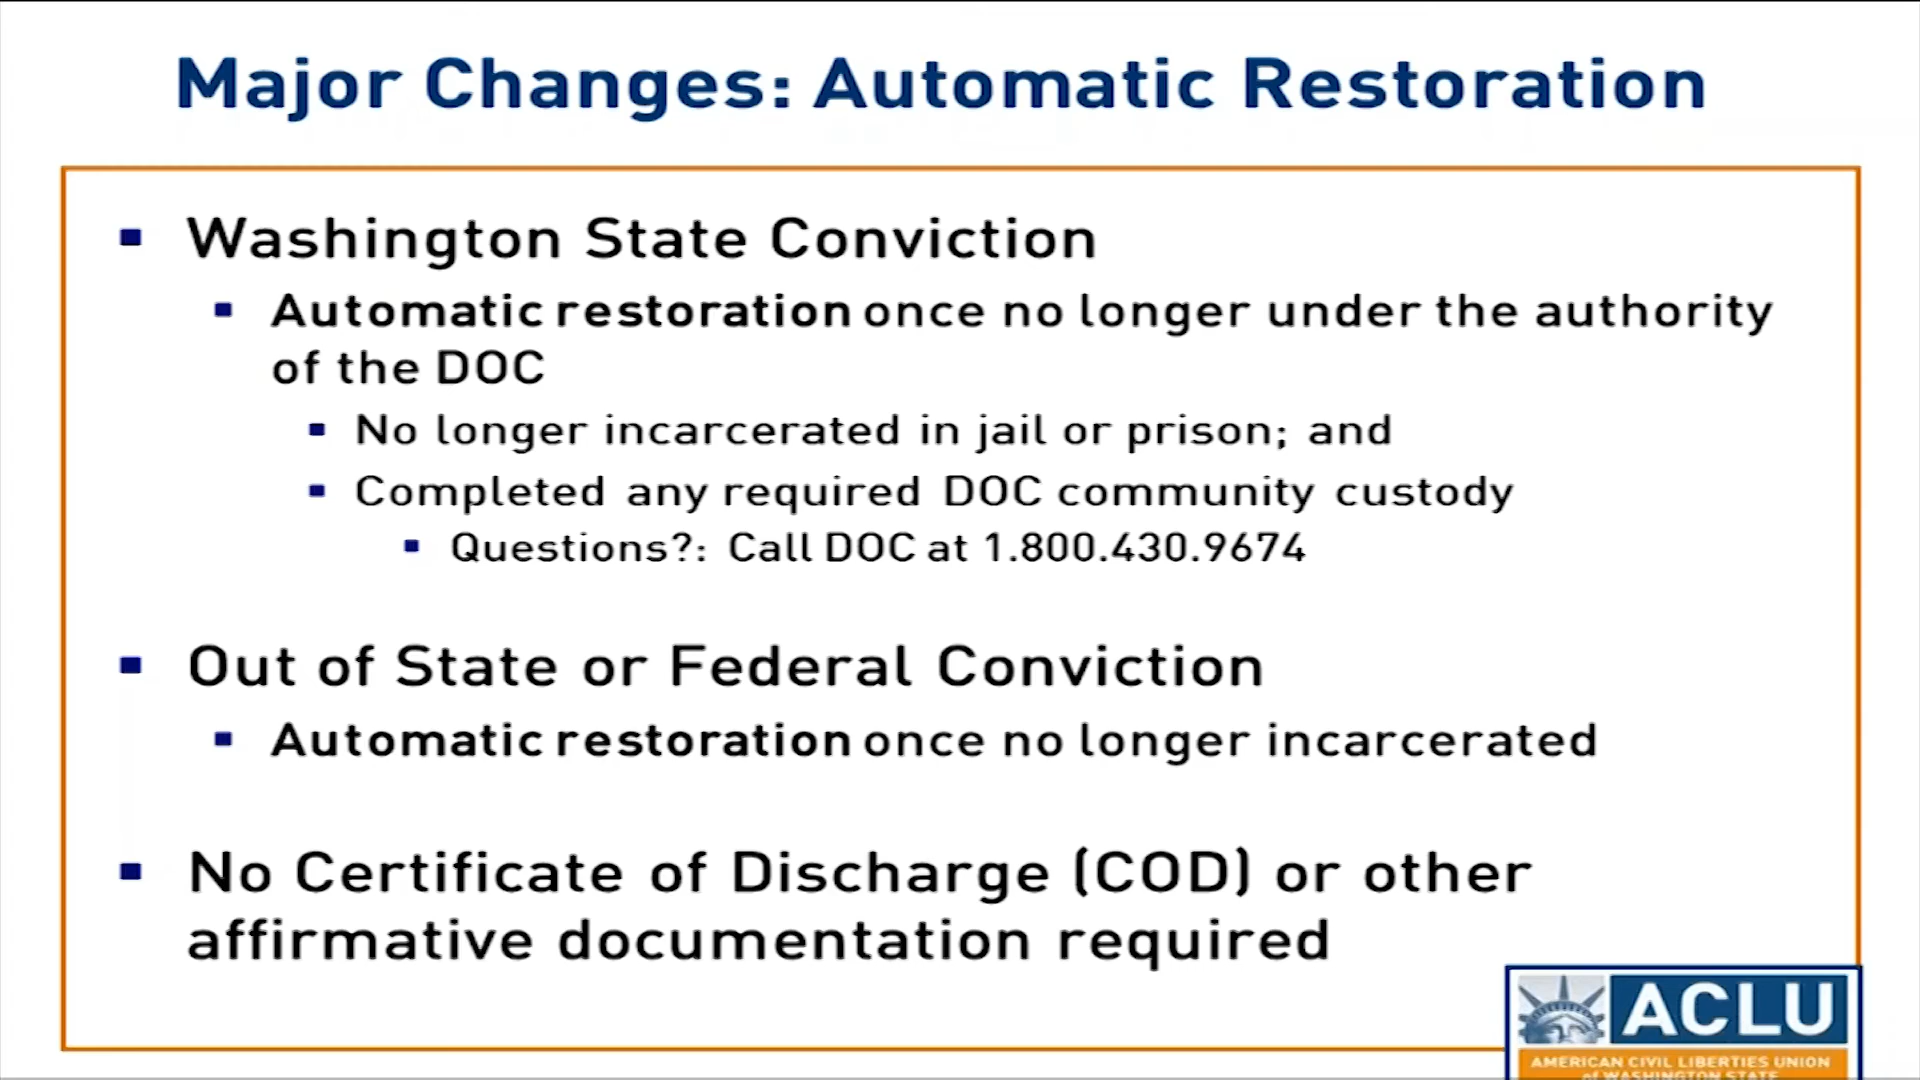 Major Changes: Automatic Restoration
Washington State Conviction
Automatic restoration once no longer under the authority
of the DOC
No longer incarcerated in jail or prison; and
Completed any required DOC community custody
Questions?: Call DOC at 1.800.430.9674
Out of State or Federal Conviction
Automatic restoration once no longer incarcerated
No Certificate of Discharge (COD) or other
affirmative documentation required
ACLU
AMERICAN CIVIL LIBERTIES UNION
of WASHINGTON STATE